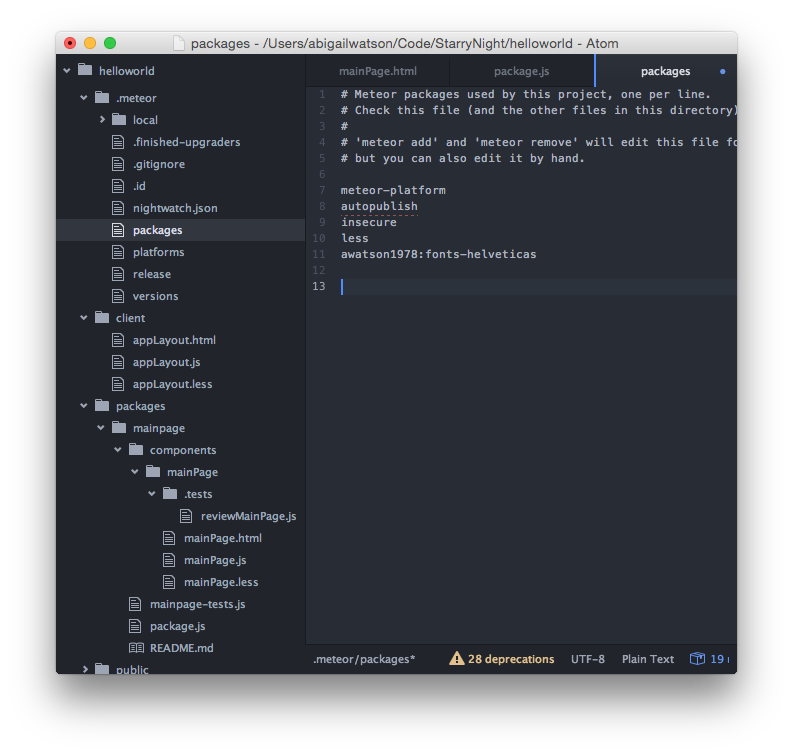 packages - /Users/abigailwatson/Code/StarryNight/helloworld - Atom
helloworld
.meteor
local
.finished-upgraders
.gitignore
.id
nightwatch.json
packages
platforms
release
versions
client
appLayout.html
appLayout.js
appLayout.less
packages
mainpage
components
mainPage
.tests
reviewMainPage.js
mainPage.html
mainPage.js
mainPage.less
mainpage-tests.js
package.js
README.md
public
mainPage.html package.js packages
1 # Meteor packages used by this project, one per line.
2 # Check this file (and the other files in this directory)
3 #
4 # 'meteor add' and 'meteor remove' will edit this file fo
5 # but you can also edit it by hand.
6
7 meteor-platform
8 autopublish
9 insecure
10 less
11 awatson1978:fonts-helveticas
12
13
.meteor/packages* 28 deprecations UTF-8 Plain Text 19